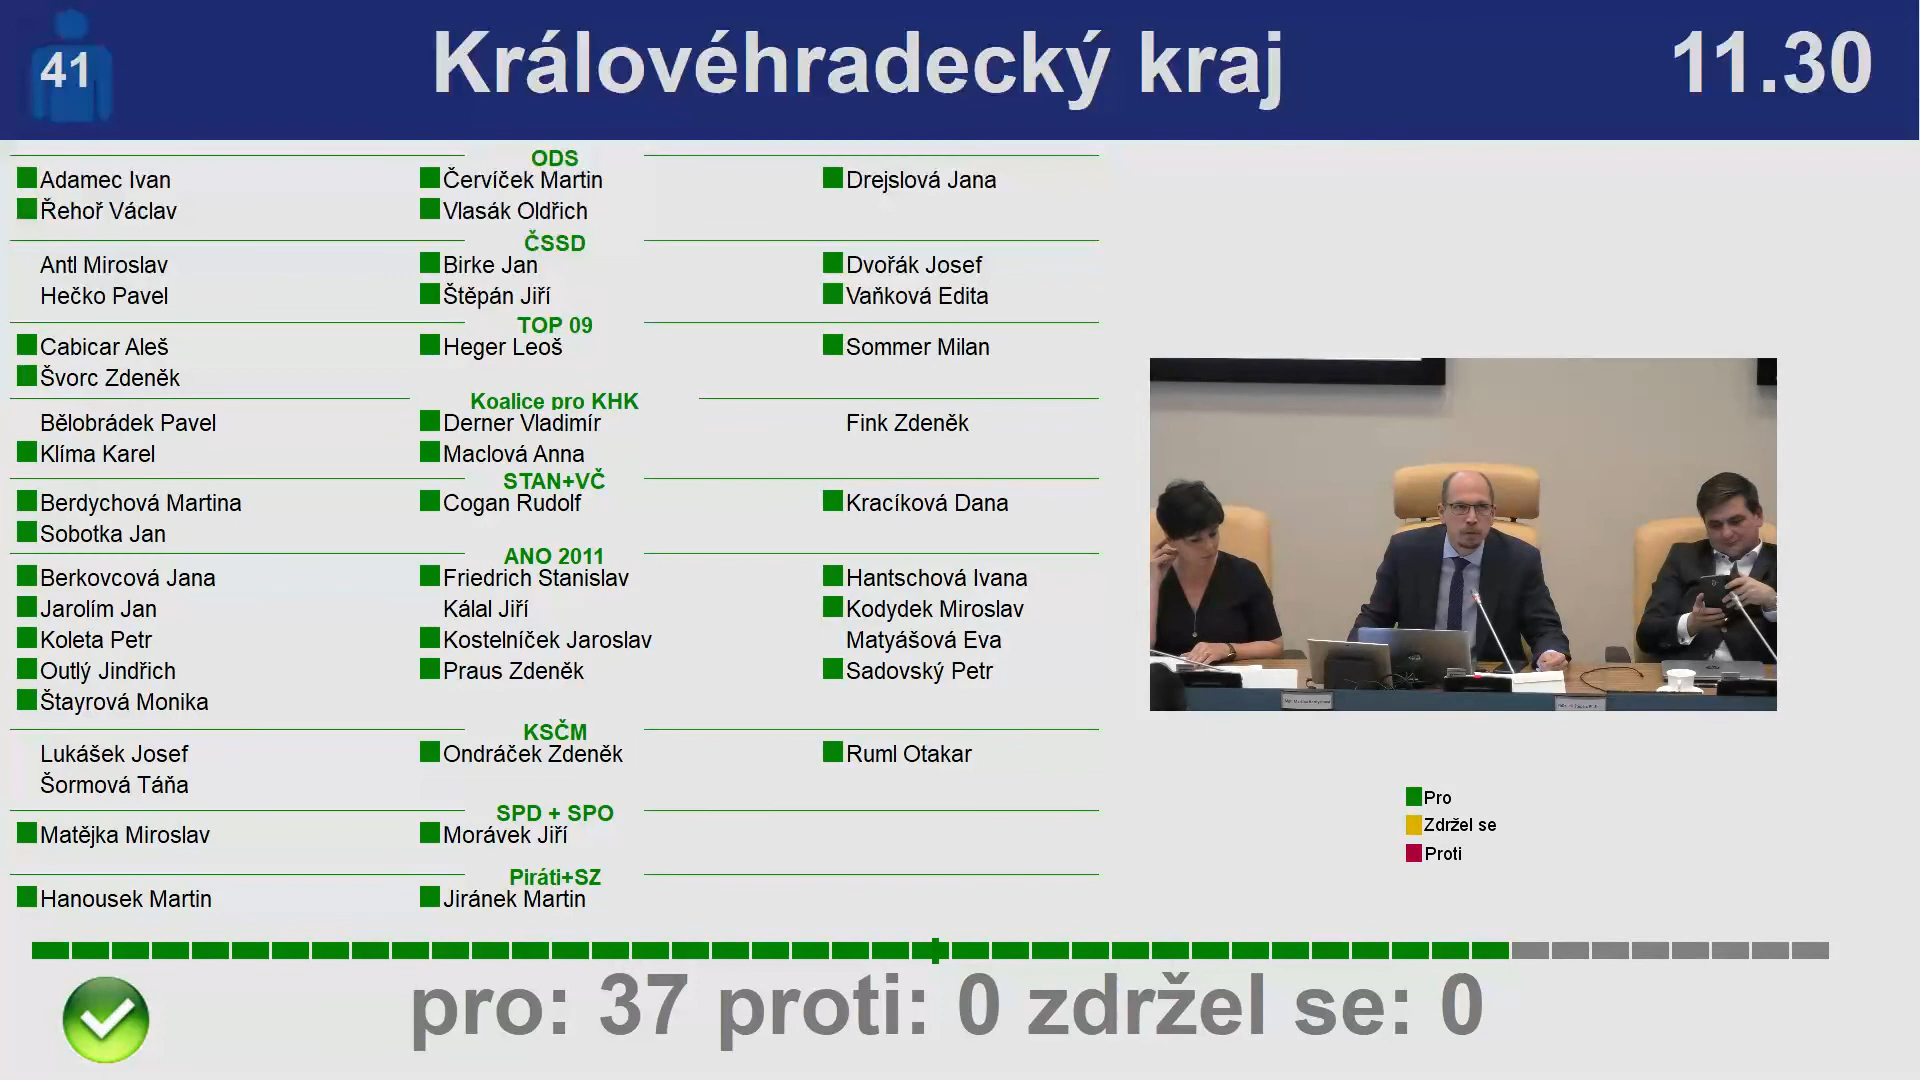 41 Královéhradecký kraj 11.30
ODS
Adamec Ivan Červíček Martin Drejslová Jana
Řehoř Václav Vlasák Oldřich
ČSSD
Antl Miroslav Birke Jan Dvořák Josef
Hečko Pavel Štěpán Jiří Vaňková Edita
TOP 09
Cabicar Aleš Heger Leoš Sommer Milan
Švorc Zdeněk
Koalice pro KHK
Bělobrádek Pavel Derner Vladimír Fink Zdeněk
Klíma Karel Maclová Anna
STAN+VČ
Berdychová Martina Cogan Rudolf Kracíková Dana
Sobotka Jan
ANO 2011
Berkovcová Jana Friedrich Stanislav Hantschová Ivana
Jarolím Jan Kálal Jiří Kodydek Miroslav
Koleta Petr Kostelníček Jaroslav Matyášová Eva
Outlý Jindřich Praus Zdeněk Sadovský Petr
Štayrová Monika
KSČM
Lukášek Josef Ondráček Zdeněk Ruml Otakar
Šormová Táňa
SPD + SPO
Matějka Miroslav Morávek Jiří
Piráti+SZ
Hanousek Martin Jiránek Martin
Pro
Zdržel se
Proti
pro: 37 proti: 0 zdržel se: 0